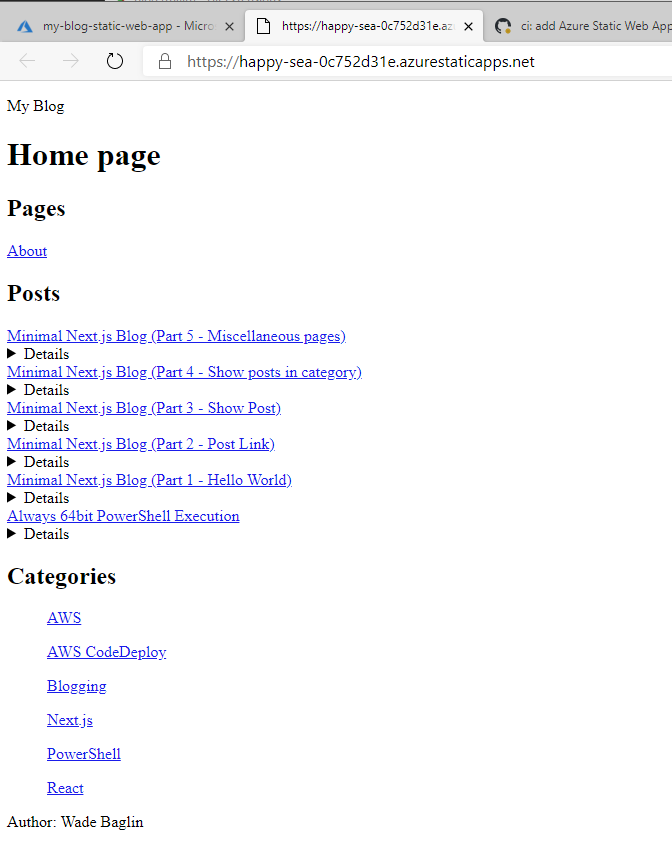 my-blog-static-web-app - Micro
https://happy-sea-0c752d31e.az
ci: add Azure Static Web App
https://happy-sea-0c752d31e.azurestaticapps.net
My Blog
Home page
Pages
About
Posts
Minimal Next.js Blog (Part 5 - Miscellaneous pages)
Details
Minimal Next.js Blog (Part 4 - Show posts in category)
Details
Minimal Next.js Blog (Part 3 - Show Post)
Details
Minimal Next.js Blog (Part 2 - Post Link)
Details
Minimal Next.js Blog (Part 1 - Hello World)
Details
Always 64bit PowerShell Execution
Details
Categories
AWS
AWS CodeDeploy
Blogging
Next.js
PowerShell
React
Author: Wade Baglin